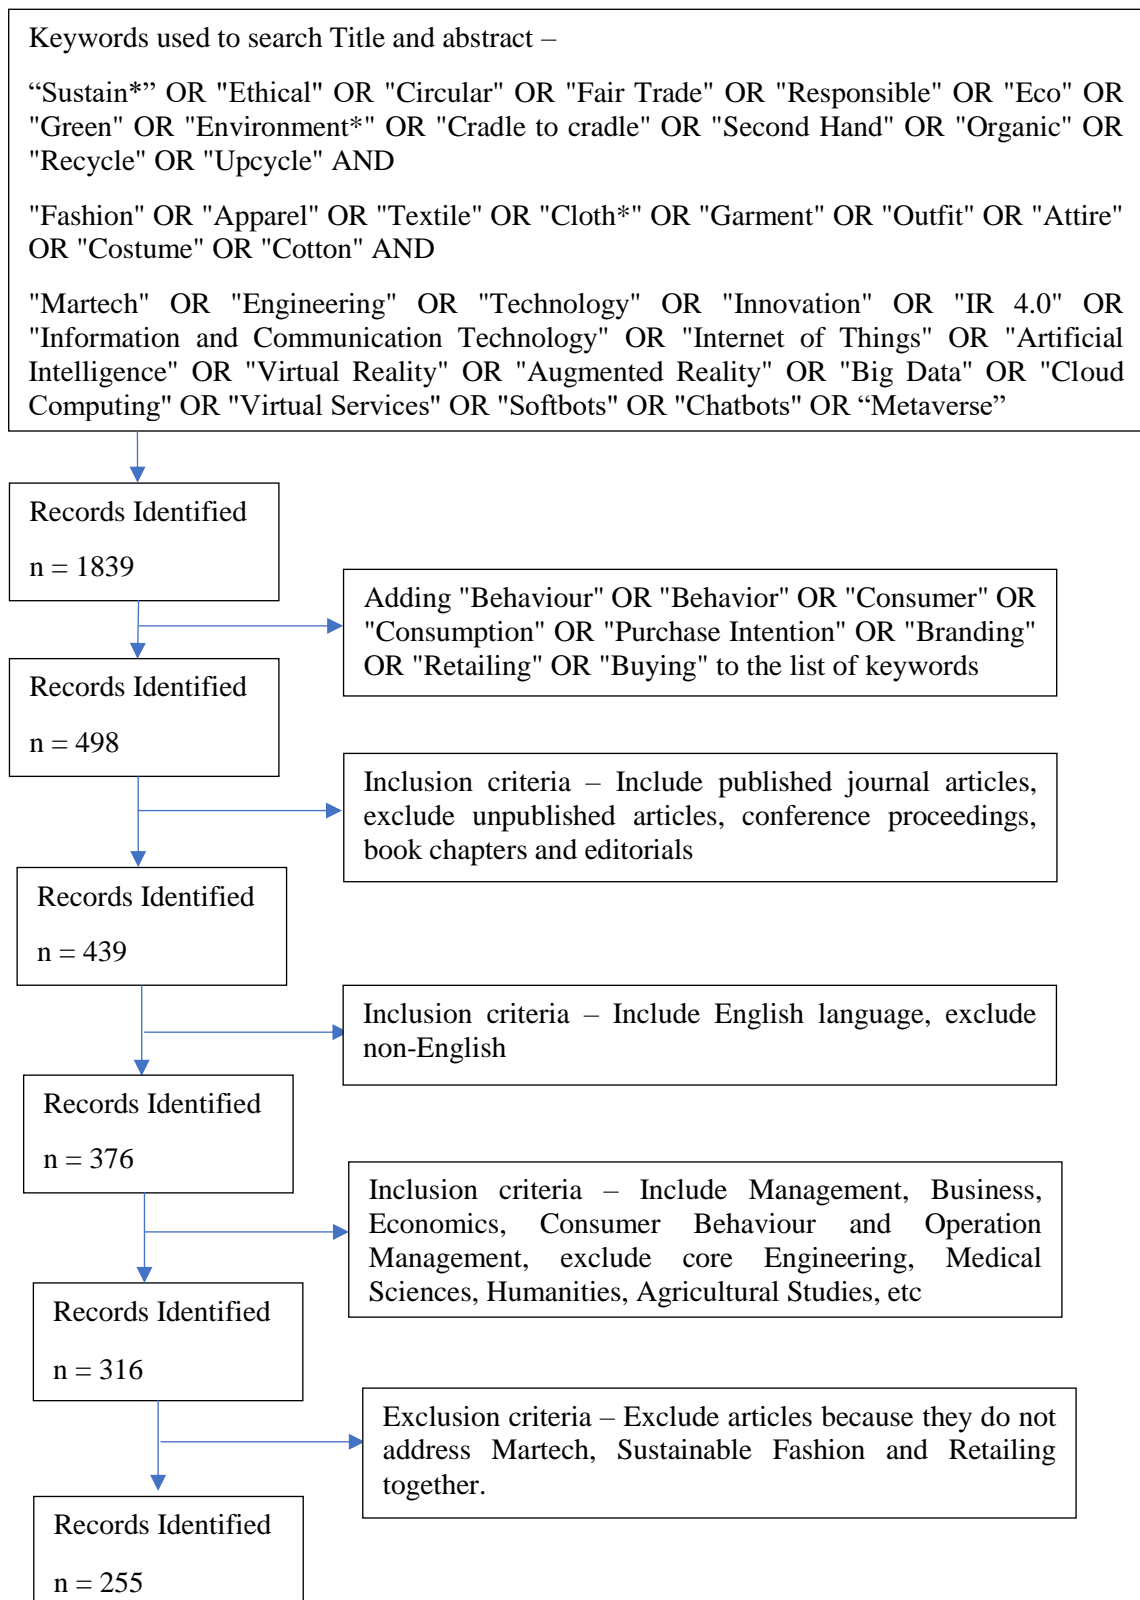 Keywords used to search Title and abstract –
“Sustain*” OR "Ethical" OR "Circular" OR "Fair Trade" OR "Responsible" OR "Eco" OR
"Green" OR "Environment*" OR "Cradle to cradle" OR "Second Hand" OR "Organic" OR
"Recycle" OR "Upcycle" AND
"Fashion" OR "Apparel" OR "Textile" OR "Cloth*" OR "Garment" OR "Outfit" OR "Attire"
OR "Costume" OR "Cotton" AND
"Martech" OR "Engineering" OR "Technology" OR "Innovation" OR "IR 4.0" OR
"Information and Communication Technology" OR "Internet of Things" OR "Artificial
Intelligence" OR "Virtual Reality" OR "Augmented Reality" OR "Big Data" OR "Cloud
Computing" OR "Virtual Services" OR "Softbots" OR "Chatbots" OR “Metaverse”
Records Identified
n = 1839
Adding "Behaviour" OR "Behavior" OR "Consumer" OR
"Consumption" OR "Purchase Intention" OR "Branding"
OR "Retailing" OR "Buying" to the list of keywords
Records Identified
n = 498
Inclusion criteria – Include published journal articles,
exclude unpublished articles, conference proceedings,
book chapters and editorials
Records Identified
n = 439
Inclusion criteria – Include English language, exclude
non-English
Records Identified
n = 376
Inclusion criteria – Include Management, Business,
Economics, Consumer Behaviour and Operation
Management, exclude core Engineering, Medical
Sciences, Humanities, Agricultural Studies, etc
Records Identified
n = 316
Exclusion criteria – Exclude articles because they do not
address Martech, Sustainable Fashion and Retailing
together.
Records Identified
n = 255